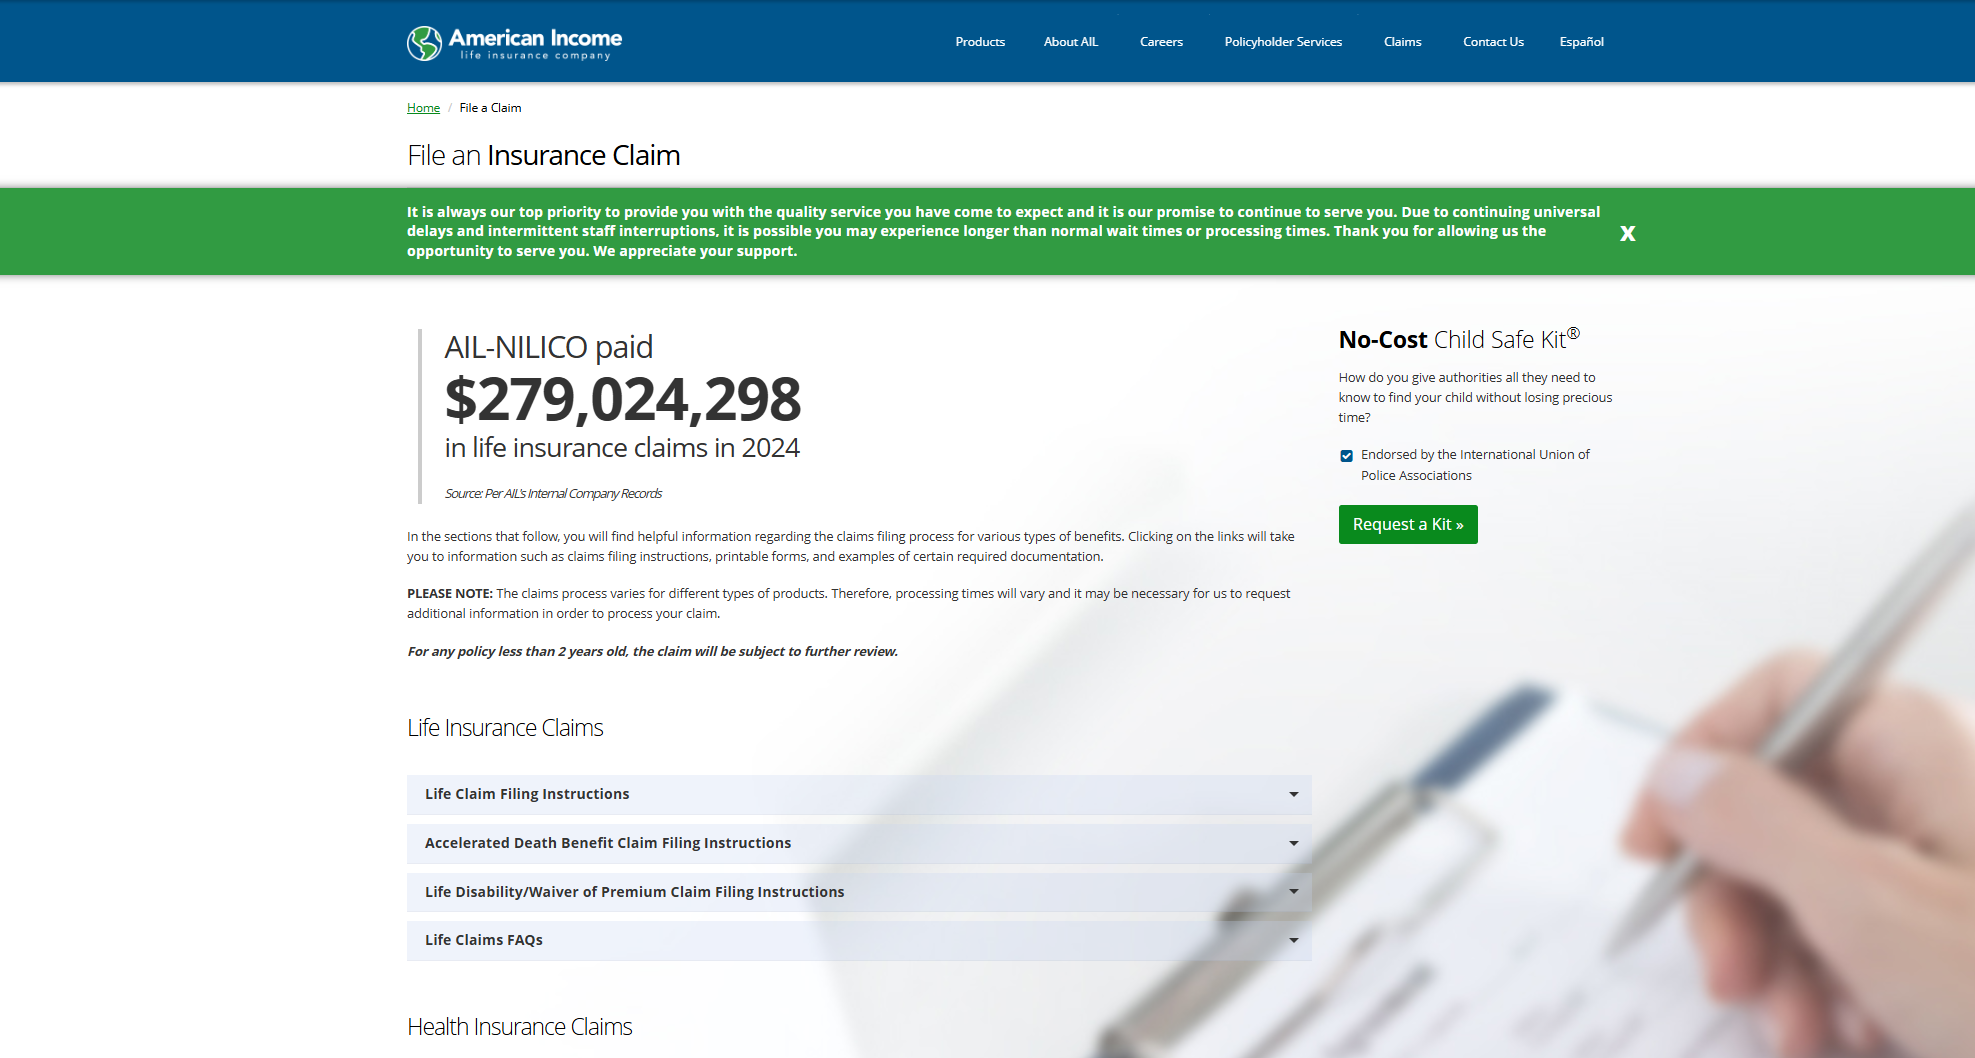 American Income
life insurance company
Products
About AIL
Careers
Policyholder Services
Claims
Contact Us
Español
Home / File a Claim
File an Insurance Claim
It is always our top priority to provide you with the quality service you have come to expect and it is our promise to continue to serve you. Due to continuing universal
delays and intermittent staff interruptions, it is possible you may experience longer than normal wait times or processing times. Thank you for allowing us the
opportunity to serve you. We appreciate your support.
X
AIL-NILICO paid
$279,024,298
in life insurance claims in 2024
Source: Per AIL's Internal Company Records
In the sections that follow, you will find helpful information regarding the claims filing process for various types of benefits. Clicking on the links will take
you to information such as claims filing instructions, printable forms, and examples of certain required documentation.
PLEASE NOTE: The claims process varies for different types of products. Therefore, processing times will vary and it may be necessary for us to request
additional information in order to process your claim.
For any policy less than 2 years old, the claim will be subject to further review.
Life Insurance Claims
Life Claim Filing Instructions
Accelerated Death Benefit Claim Filing Instructions
Life Disability/Waiver of Premium Claim Filing Instructions
Life Claims FAQs
Health Insurance Claims
No-Cost Child Safe Kit®
How do you give authorities all they need to
know to find your child without losing precious
time?
Endorsed by the International Union of
Police Associations
Request a Kit »